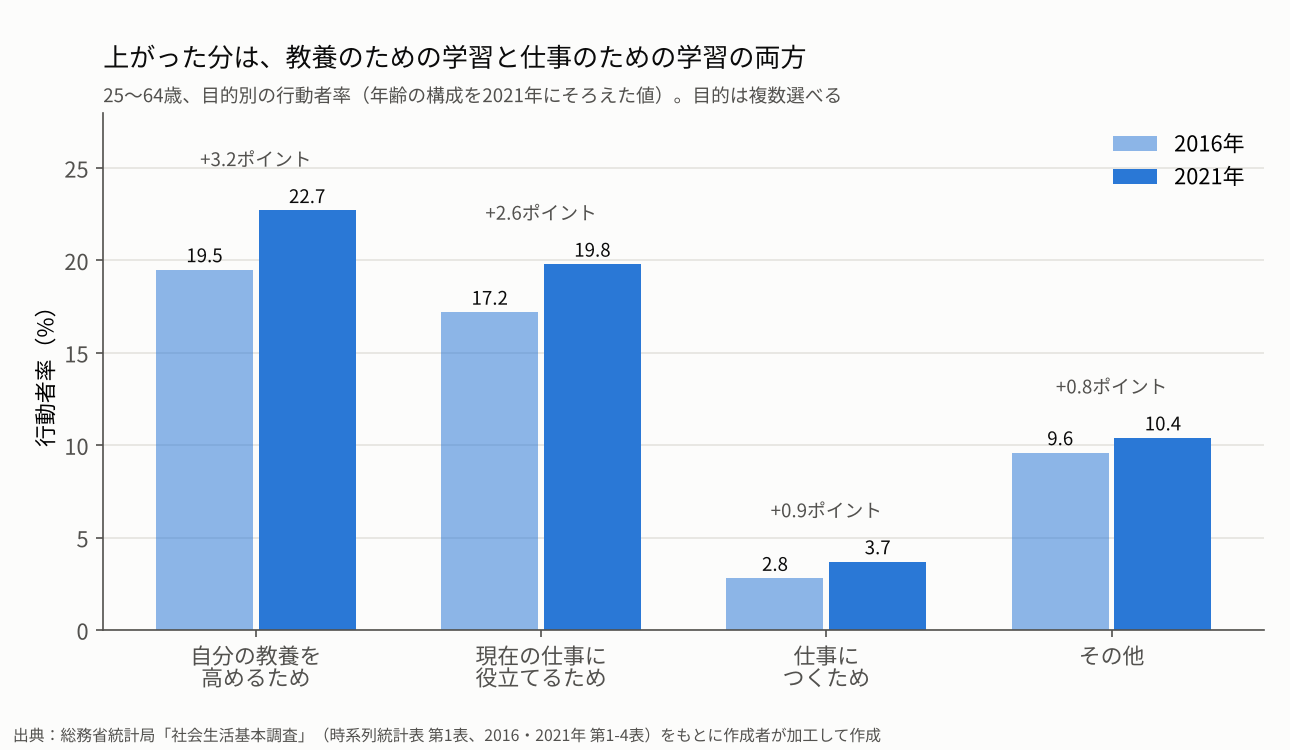 上がった分は、教養のための学習と仕事のための学習の両方
25～64歳、目的別の行動者率（年齢の構成を2021年にそろえた値）。目的は複数選べる
2016年
2021年
行動者率（%）
25
20
15
10
5
0
+3.2ポイント
19.5
22.7
+2.6ポイント
17.2
19.8
+0.9ポイント
2.8
3.7
+0.8ポイント
9.6
10.4
自分の教養を
高めるため
現在の仕事に
役立てるため
仕事に
つくため
その他
出典：総務省統計局「社会生活基本調査」（時系列統計表 第1表、2016・2021年 第1-4表）をもとに作成者が加工して作成